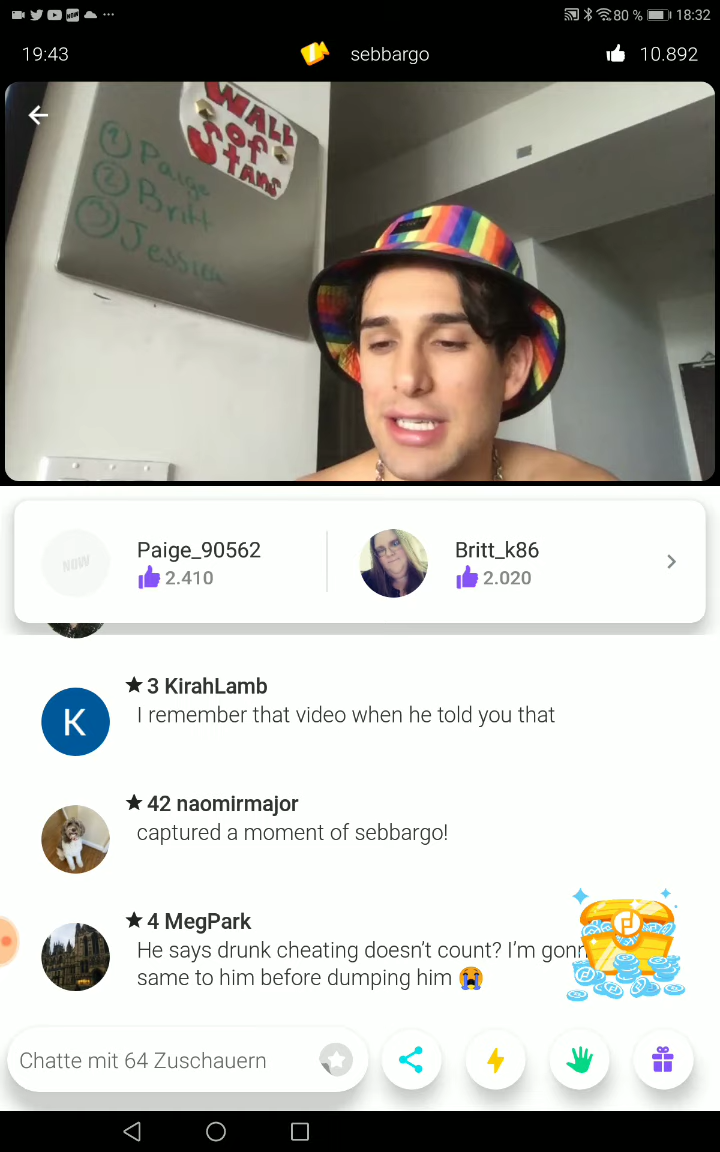 80 % 18:32
19:43 sebbargo 10.892
WALL
OF
STANS
1 Paige
2 Britt
3 Jessica
NOW
Paige_90562
2.410
Britt_k86
2.020
K
★ 3 KirahLamb
I remember that video when he told you that
★ 42 naomirmajor
captured a moment of sebbargo!
★ 4 MegPark
He says drunk cheating doesn't count? I'm gonn
same to him before dumping him 😭
Chatte mit 64 Zuschauern